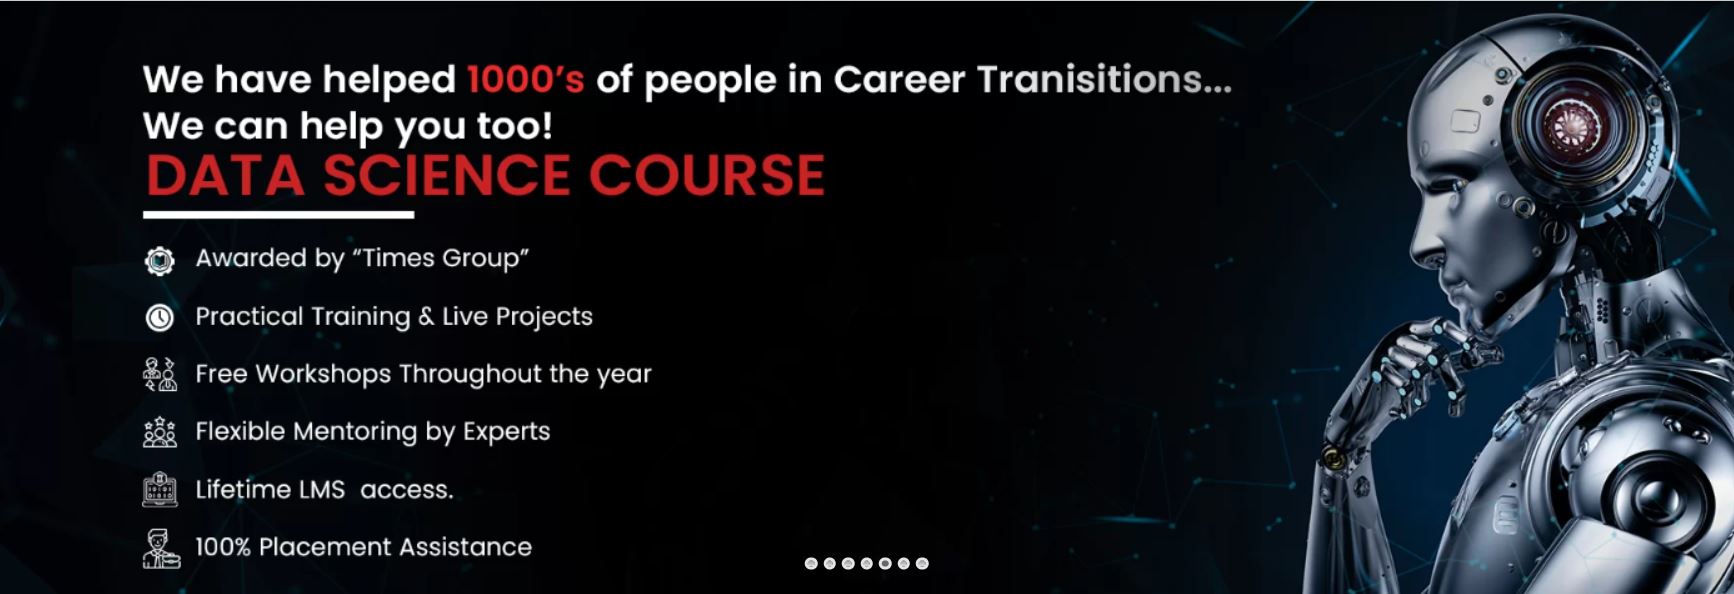 We have helped 1000’s of people in Career Tranisitions...
We can help you too!
DATA SCIENCE COURSE
Awarded by “Times Group”
Practical Training & Live Projects
Free Workshops Throughout the year
Flexible Mentoring by Experts
Lifetime LMS access.
100% Placement Assistance